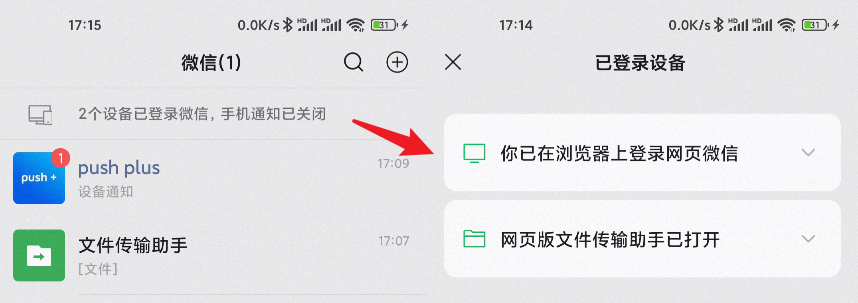 17:15
0.0K/s
HD
HD
31
微信(1)
2个设备已登录微信, 手机通知已关闭
push +
1
push plus
17:09
设备通知
文件传输助手
17:07
[文件]
17:14
0.0K/s
HD
HD
31
已登录设备
你已在浏览器上登录网页微信
网页版文件传输助手已打开